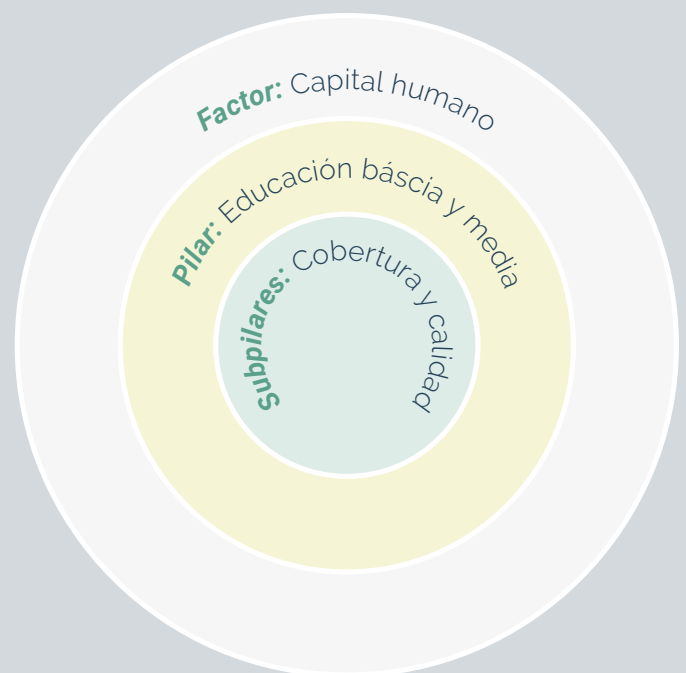 Factor: Capital humano
Pilar: Educación báscia y media
Subpilares: Cobertura y calidad